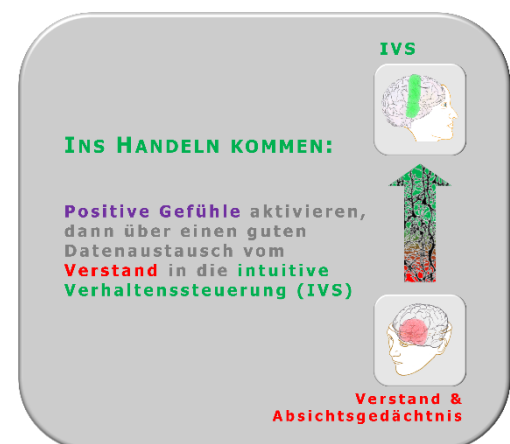 IVS
INS HANDELN KOMMEN:
Positive Gefühle aktivieren,
dann über einen guten
Datenaustausch vom
Verstand in die intuitive
Verhaltenssteuerung (IVS)
Verstand &
Absichtsgedächtnis